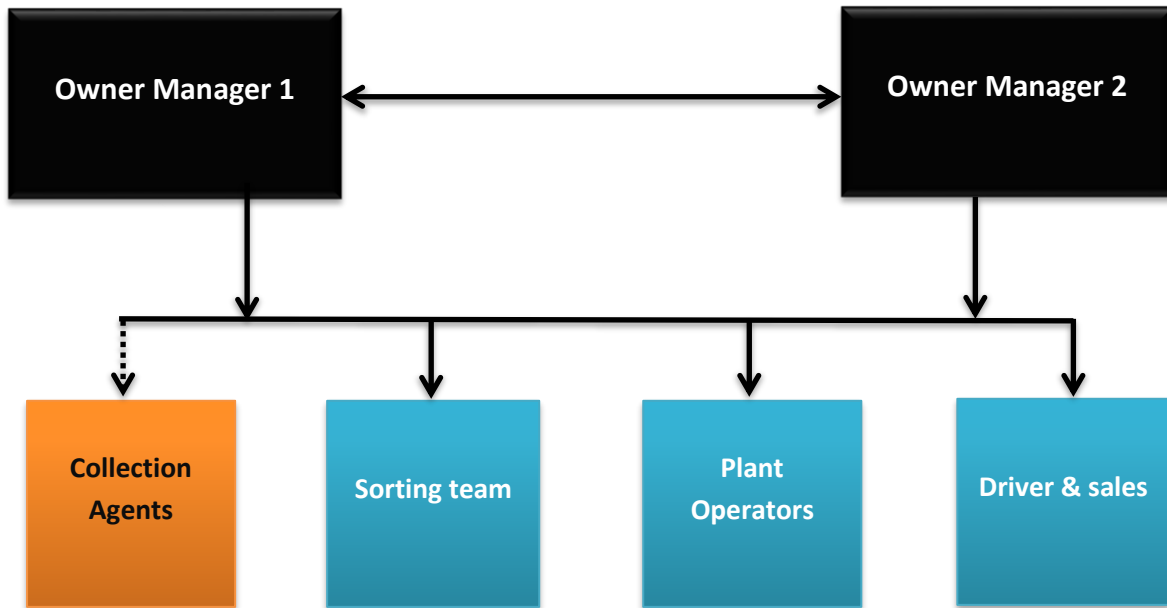 Owner Manager 1
Owner Manager 2
Collection
Agents
Sorting team
Plant
Operators
Driver & sales